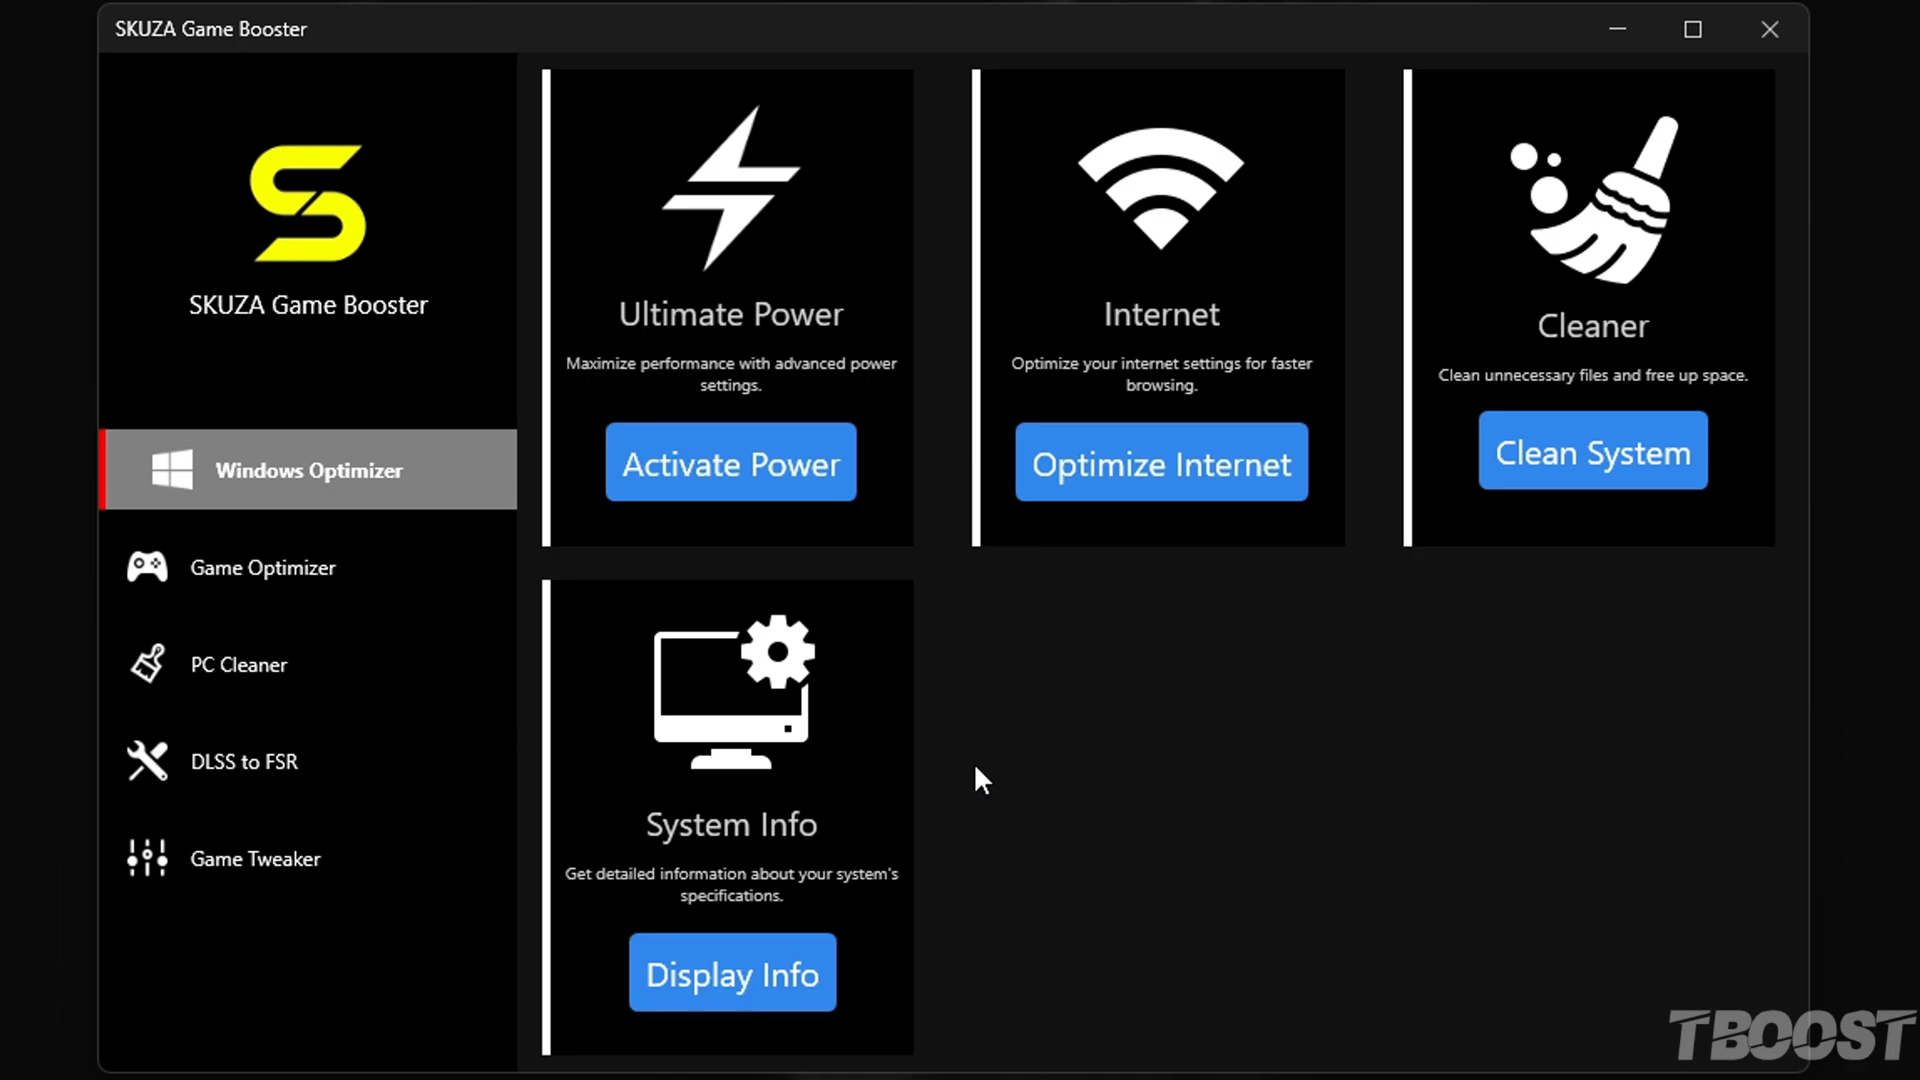 SKUZA Game Booster
SKUZA Game Booster
Windows Optimizer
Game Optimizer
PC Cleaner
DLSS to FSR
Game Tweaker
Ultimate Power
Maximize performance with advanced power
settings.
Activate Power
Internet
Optimize your internet settings for faster
browsing.
Optimize Internet
Cleaner
Clean unnecessary files and free up space.
Clean System
System Info
Get detailed information about your system's
specifications.
Display Info
TBOOST